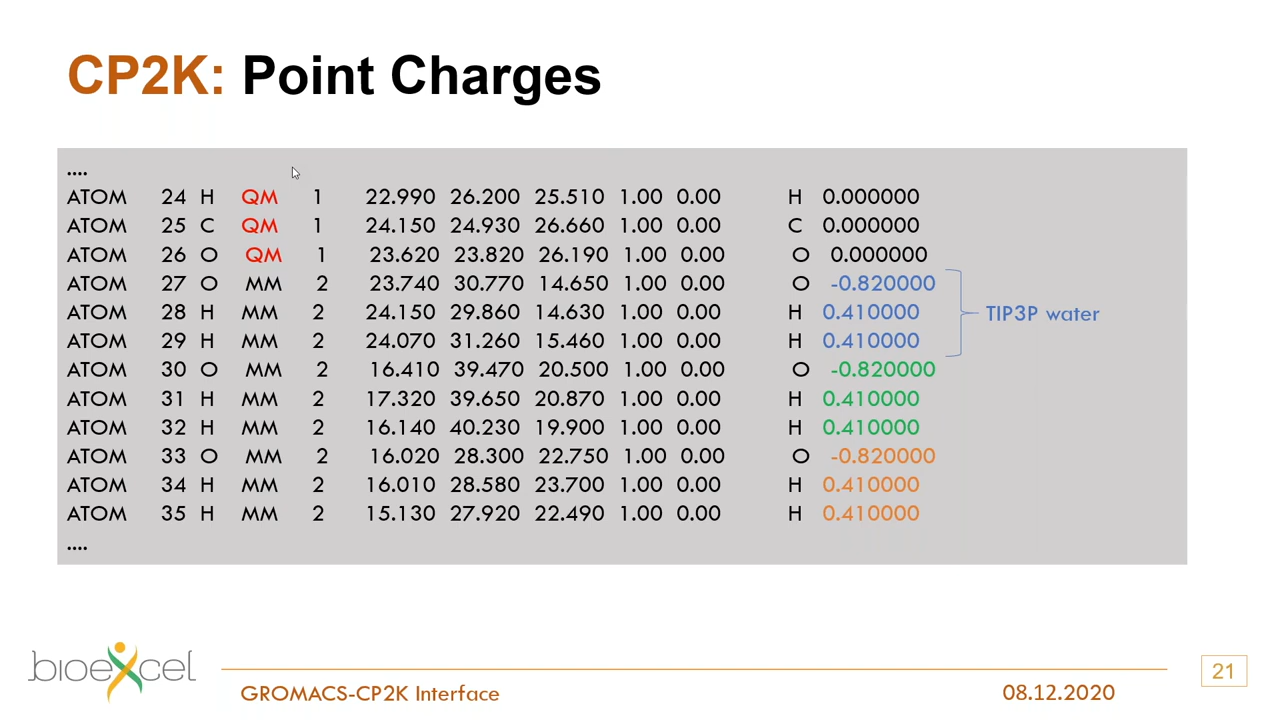 CP2K: Point Charges
....
ATOM 24 H QM 1 22.990 26.200 25.510 1.00 0.00 H 0.000000
ATOM 25 C QM 1 24.150 24.930 26.660 1.00 0.00 C 0.000000
ATOM 26 O QM 1 23.620 23.820 26.190 1.00 0.00 O 0.000000
ATOM 27 O MM 2 23.740 30.770 14.650 1.00 0.00 O -0.820000
ATOM 28 H MM 2 24.150 29.860 14.630 1.00 0.00 H 0.410000
TIP3P water
ATOM 29 H MM 2 24.070 31.260 15.460 1.00 0.00 H 0.410000
ATOM 30 O MM 2 16.410 39.470 20.500 1.00 0.00 O -0.820000
ATOM 31 H MM 2 17.320 39.650 20.870 1.00 0.00 H 0.410000
ATOM 32 H MM 2 16.140 40.230 19.900 1.00 0.00 H 0.410000
ATOM 33 O MM 2 16.020 28.300 22.750 1.00 0.00 O -0.820000
ATOM 34 H MM 2 16.010 28.580 23.700 1.00 0.00 H 0.410000
ATOM 35 H MM 2 15.130 27.920 22.490 1.00 0.00 H 0.410000
....
bioexcel
GROMACS-CP2K Interface
08.12.2020
21